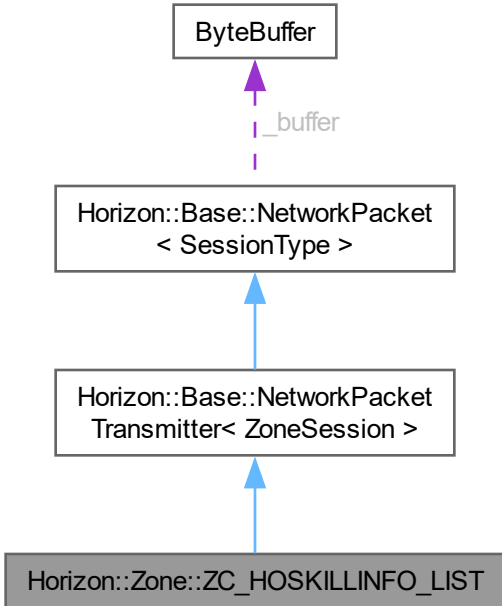 ByteBuffer
_buffer
Horizon::Base::NetworkPacket
< SessionType >
Horizon::Base::NetworkPacket
Transmitter< ZoneSession >
Horizon::Zone::ZC_HOSKILLINFO_LIST